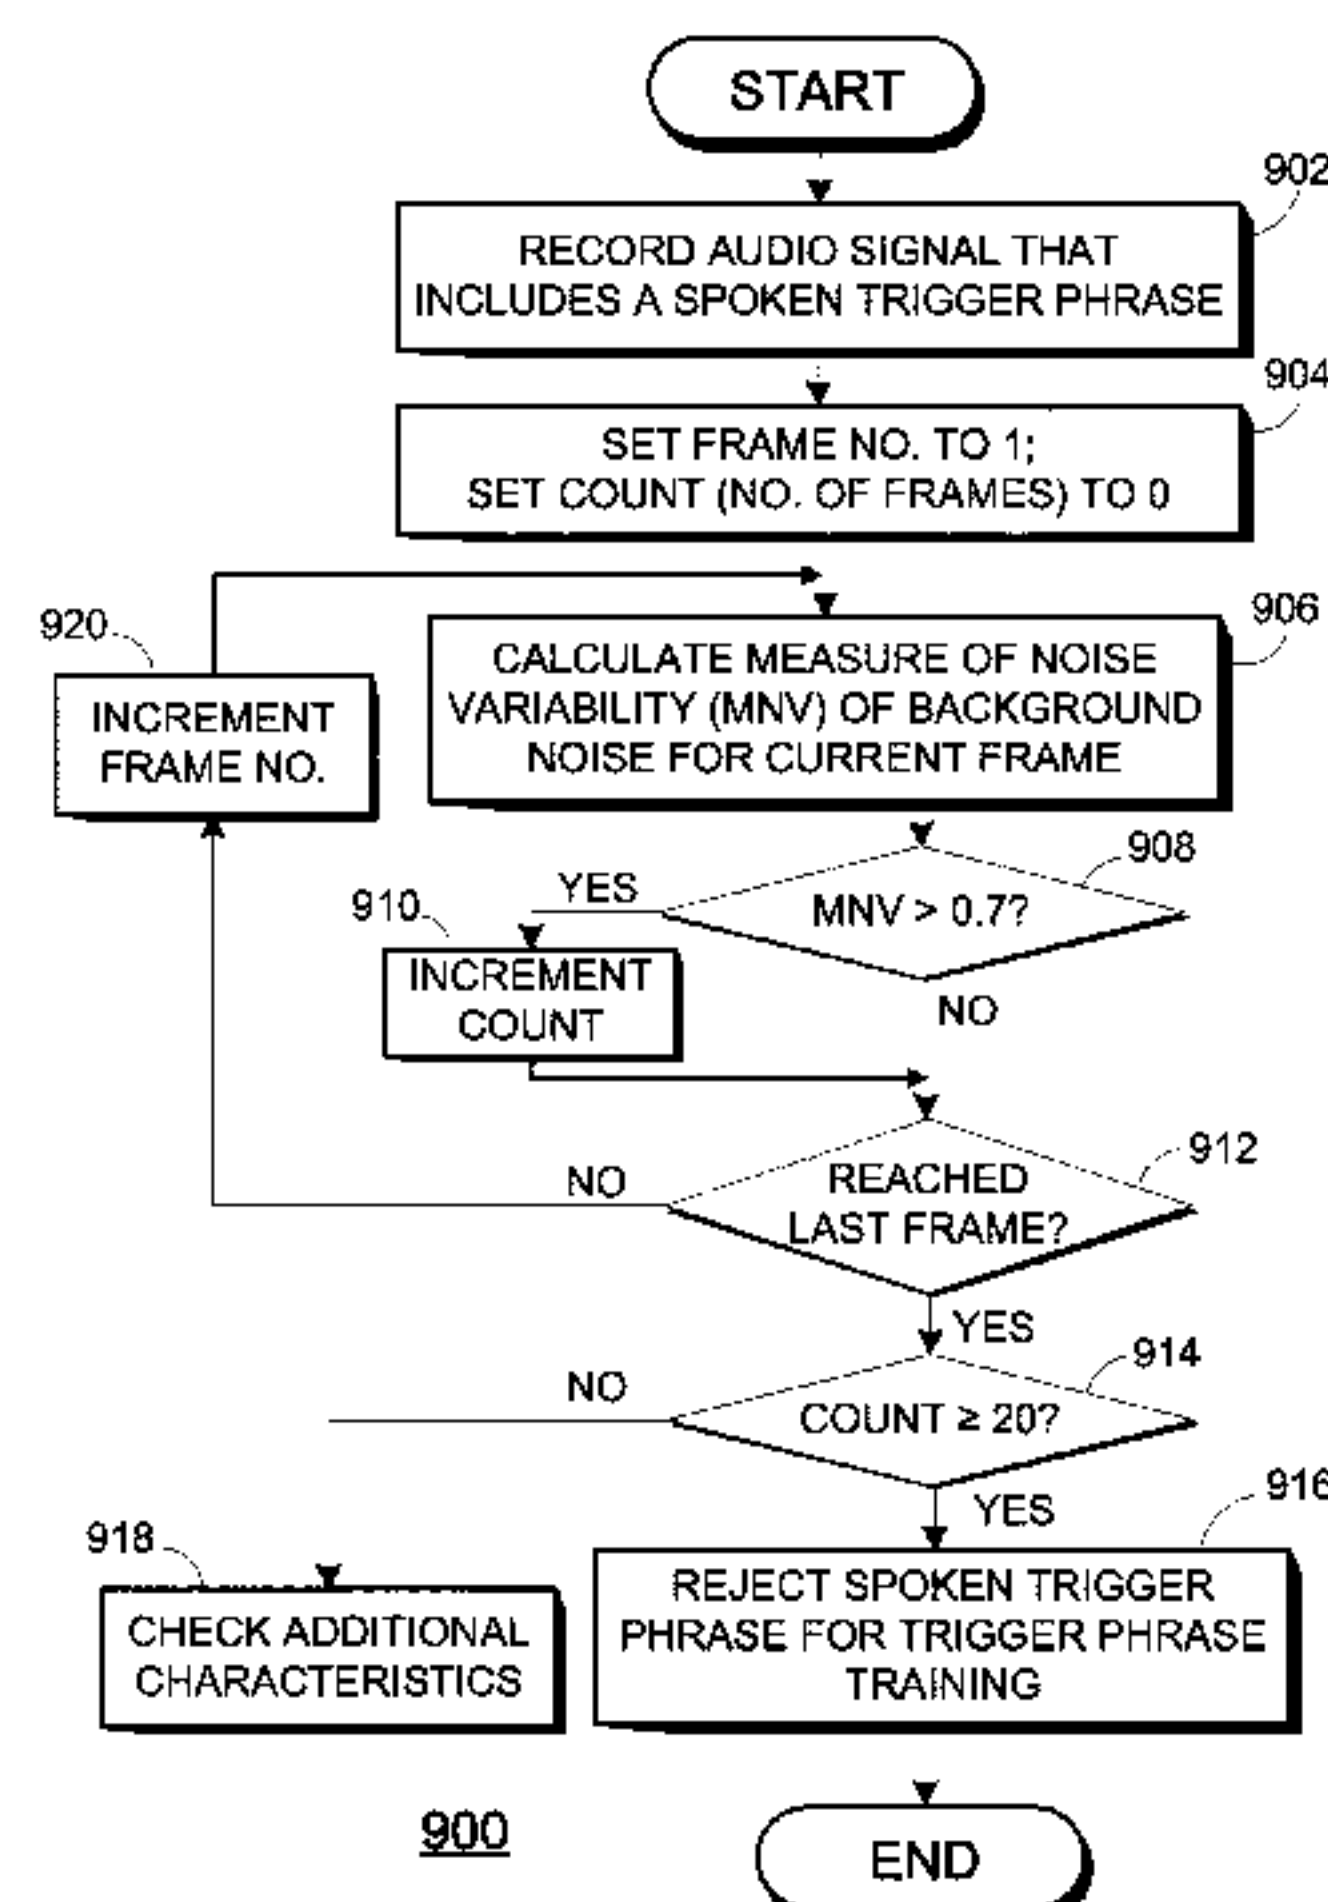 START
902
RECORD AUDIO SIGNAL THAT
INCLUDES A SPOKEN TRIGGER PHRASE
904
SET FRAME NO. TO 1;
SET COUNT (NO. OF FRAMES) TO 0
920
INCREMENT
FRAME NO.
906
CALCULATE MEASURE OF NOISE
VARIABILITY (MNV) OF BACKGROUND
NOISE FOR CURRENT FRAME
908
MNV > 0.7?
YES
NO
910
INCREMENT
COUNT
912
REACHED
LAST FRAME?
NO
YES
914
COUNT ≥ 20?
NO
YES
916
REJECT SPOKEN TRIGGER
PHRASE FOR TRIGGER PHRASE
TRAINING
918
CHECK ADDITIONAL
CHARACTERISTICS
900
END